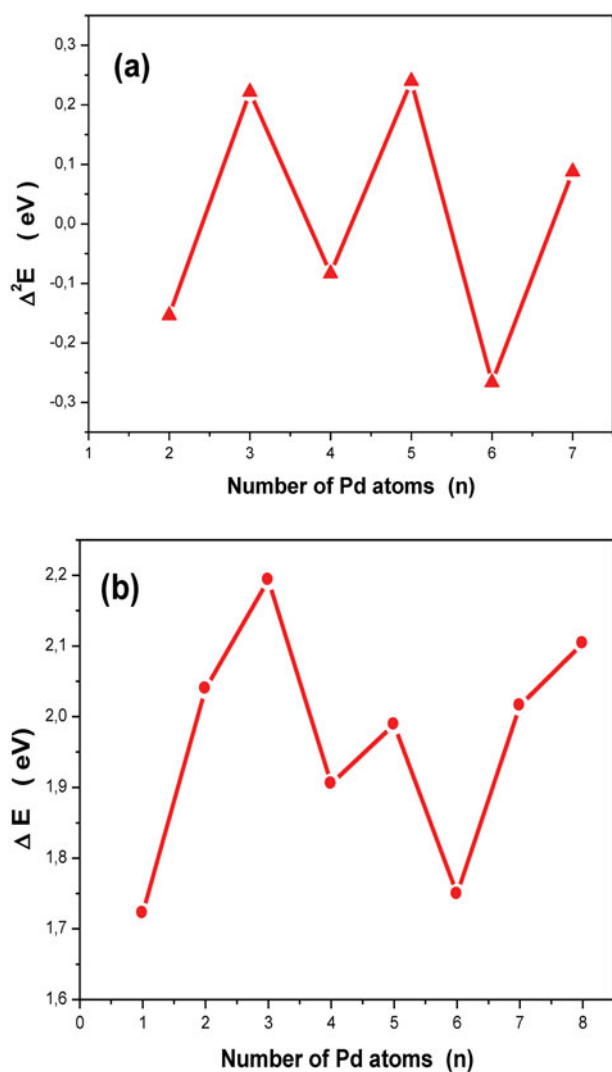 (a)
Δ²E (eV)
0,3
0,2
0,1
0,0
-0,1
-0,2
-0,3
1 2 3 4 5 6 7
Number of Pd atoms (n)
(b)
Δ E (eV)
2,2
2,1
2,0
1,9
1,8
1,7
1,6
0 1 2 3 4 5 6 7 8
Number of Pd atoms (n)